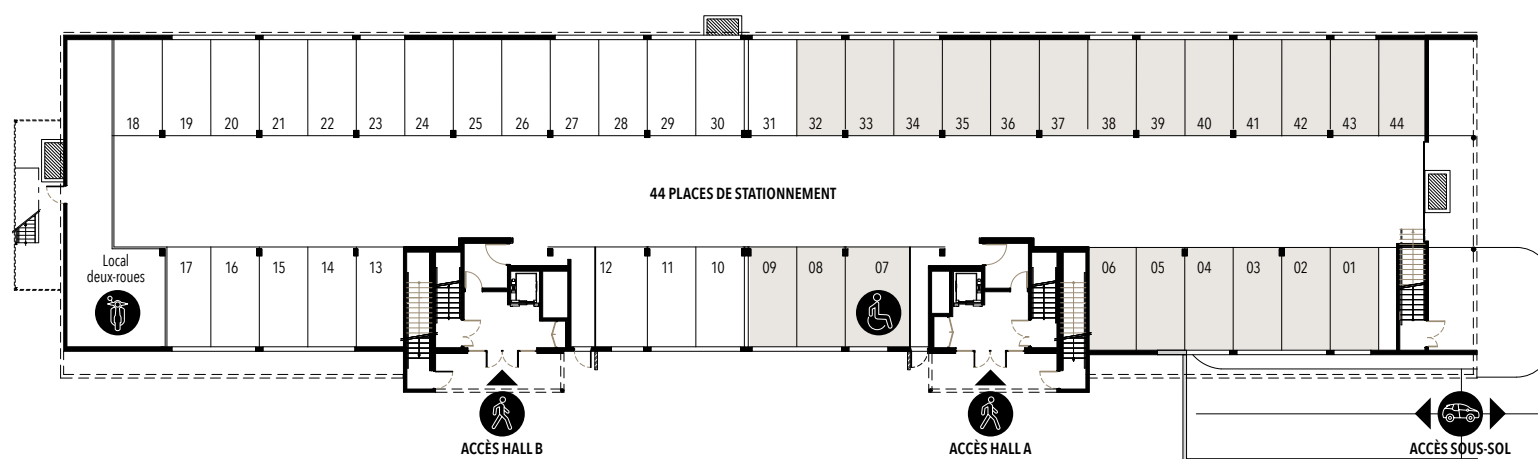 18 19 20 21 22 23 24 25 26 27 28 29 30 31 32 33 34 35 36 37 38 39 40 41 42 43 44
44 PLACES DE STATIONNEMENT
Local
deux-roues
17 16 15 14 13 12 11 10 09 08 07 06 05 04 03 02 01
ACCÈS HALL B
ACCÈS HALL A
ACCÈS SOUS-SOL